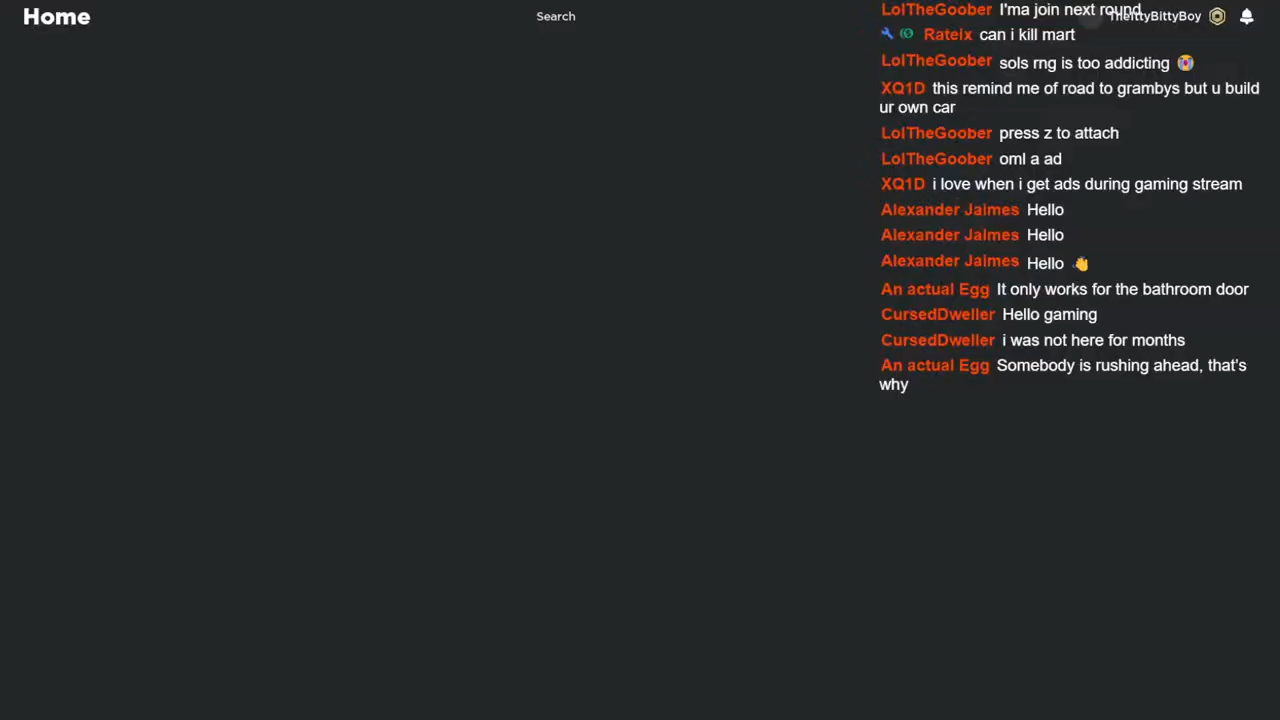 Home
Search
TheIttyBittyBoy
LolTheGoober I'ma join next round
Rateix can i kill mart
LolTheGoober sols rng is too addicting 😭
XQ1D this remind me of road to grambys but u build
ur own car
LolTheGoober press z to attach
LolTheGoober oml a ad
XQ1D i love when i get ads during gaming stream
Alexander Jaimes Hello
Alexander Jaimes Hello
Alexander Jaimes Hello 👋
An actual Egg It only works for the bathroom door
CursedDweller Hello gaming
CursedDweller i was not here for months
An actual Egg Somebody is rushing ahead, that's
why